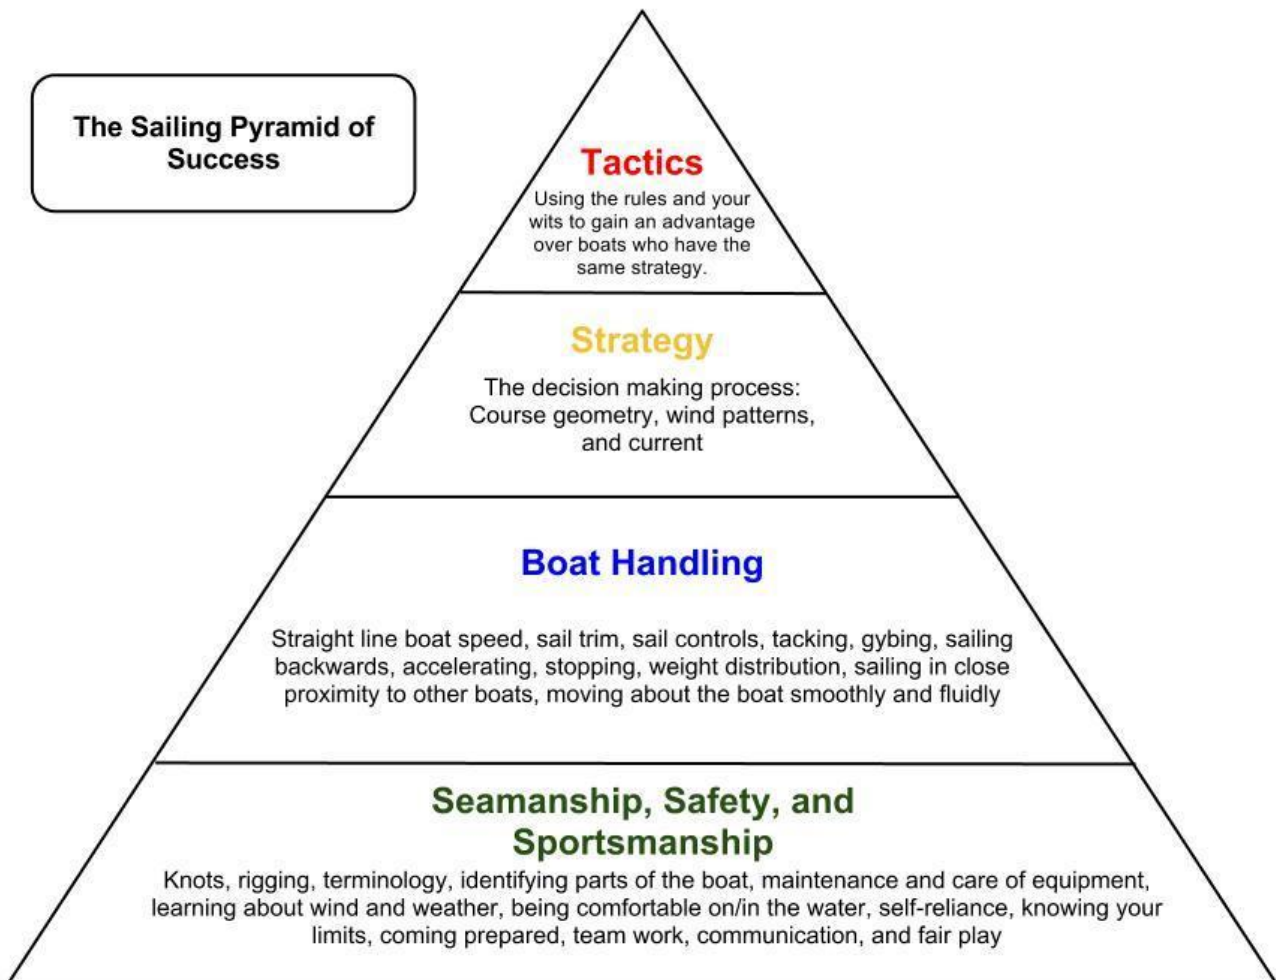 The Sailing Pyramid of
Success
Tactics
Using the rules and your
wits to gain an advantage
over boats who have the
same strategy.
Strategy
The decision making process:
Course geometry, wind patterns,
and current
Boat Handling
Straight line boat speed, sail trim, sail controls, tacking, gybing, sailing
backwards, accelerating, stopping, weight distribution, sailing in close
proximity to other boats, moving about the boat smoothly and fluidly
Seamanship, Safety, and
Sportsmanship
Knots, rigging, terminology, identifying parts of the boat, maintenance and care of equipment,
learning about wind and weather, being comfortable on/in the water, self-reliance, knowing your
limits, coming prepared, team work, communication, and fair play